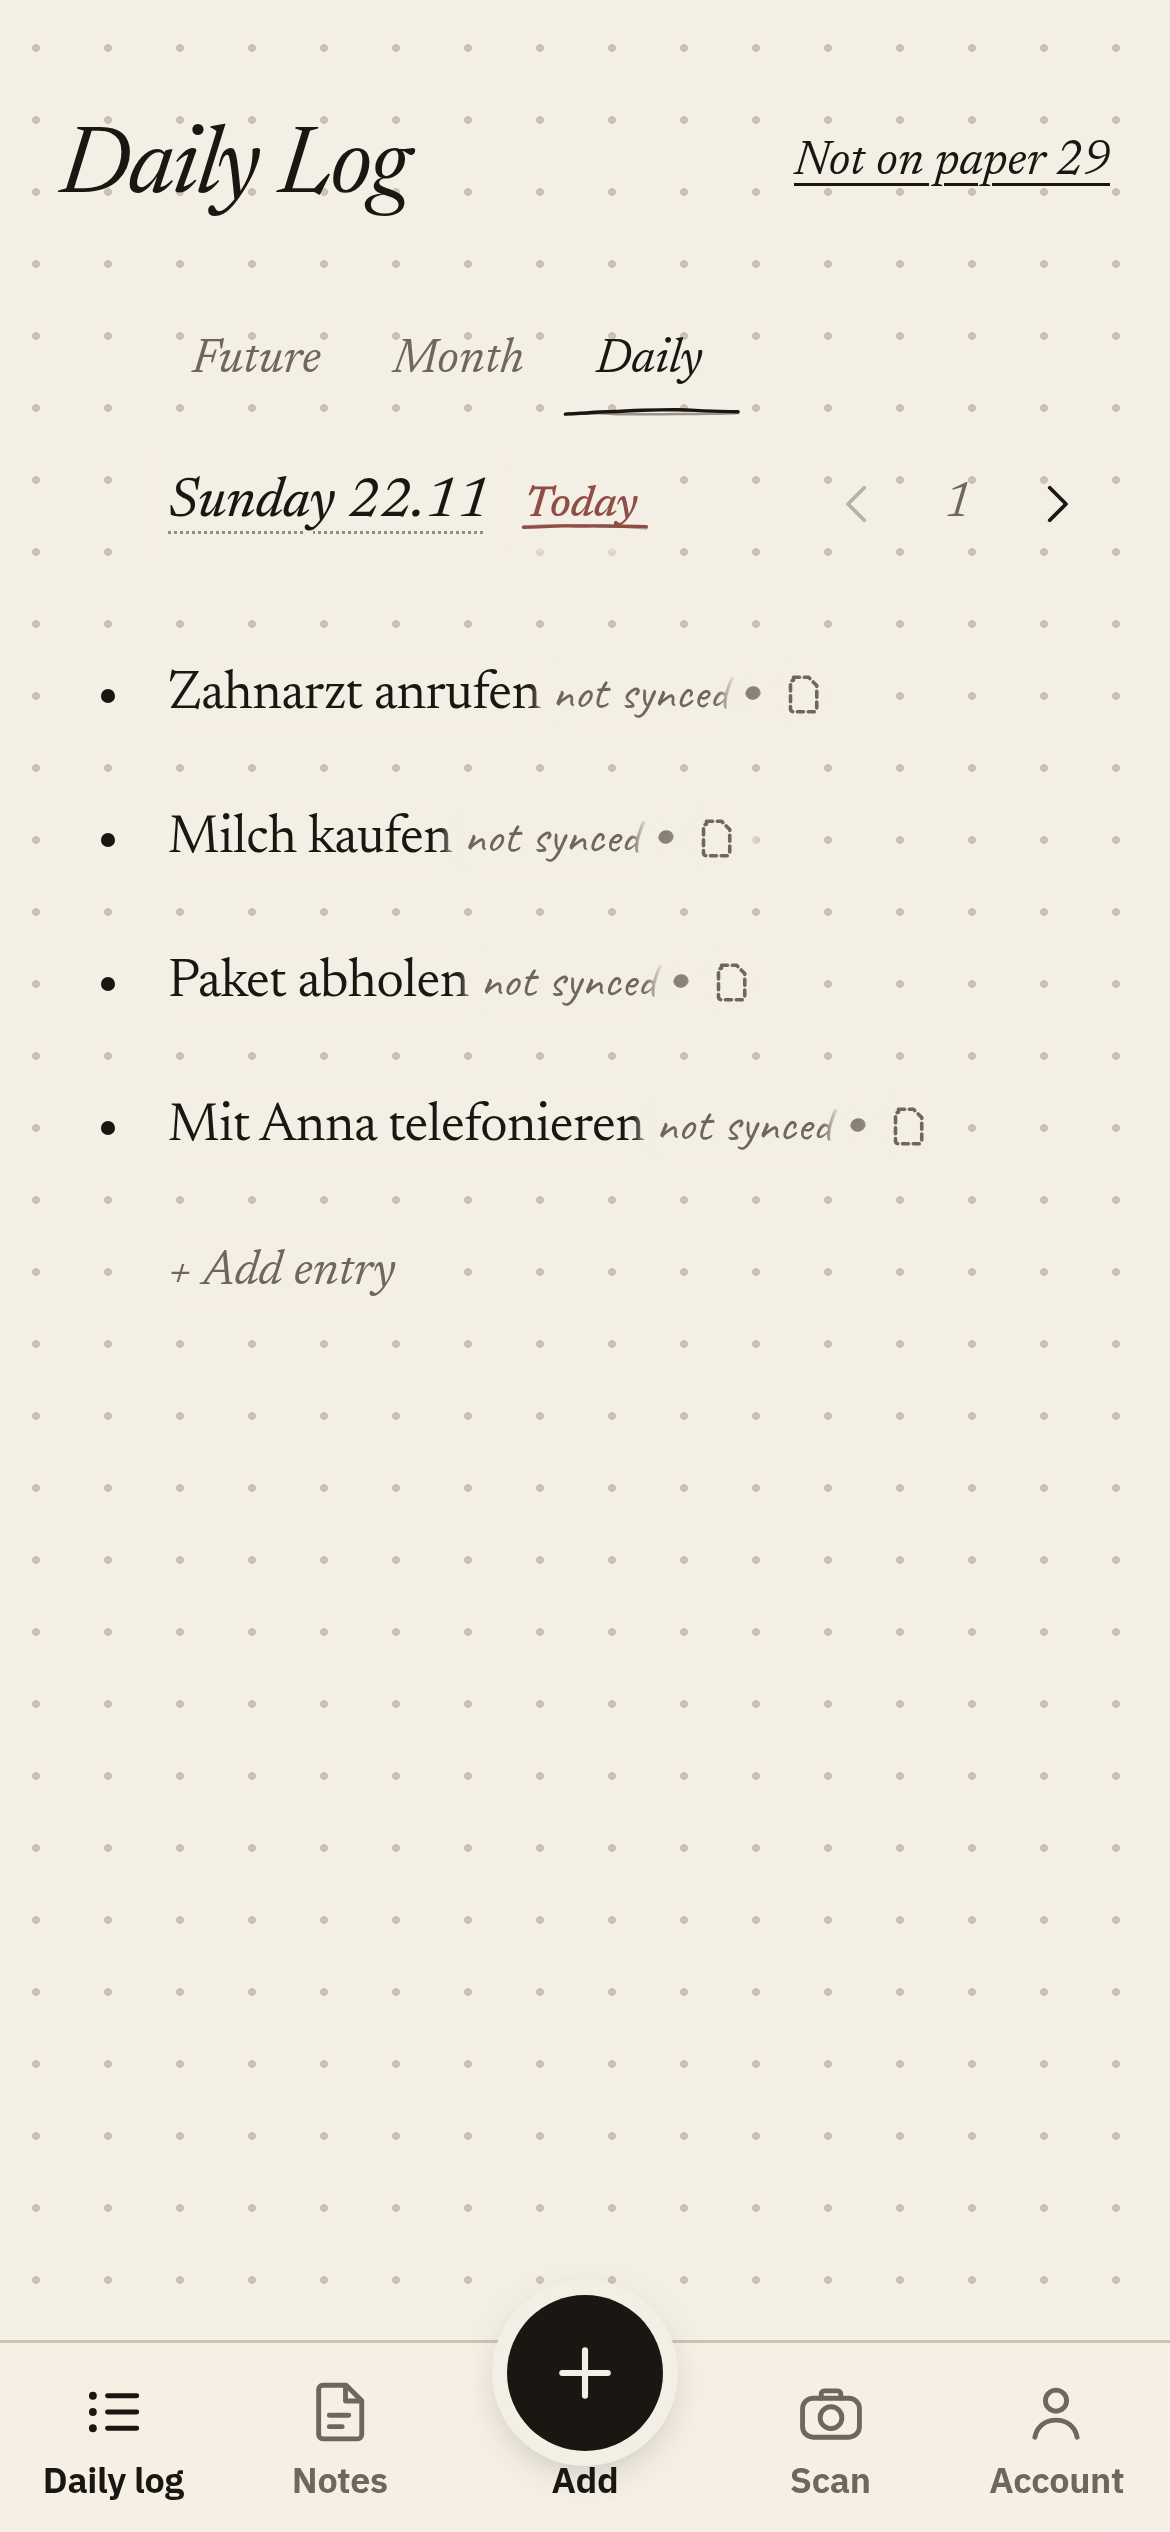 Daily Log
Not on paper 29
Future Month Daily
Sunday 22.11 Today 1
• Zahnarzt anrufen not synced •
• Milch kaufen not synced •
• Paket abholen not synced •
• Mit Anna telefonieren not synced •
+ Add entry
Daily log Notes Add Scan Account